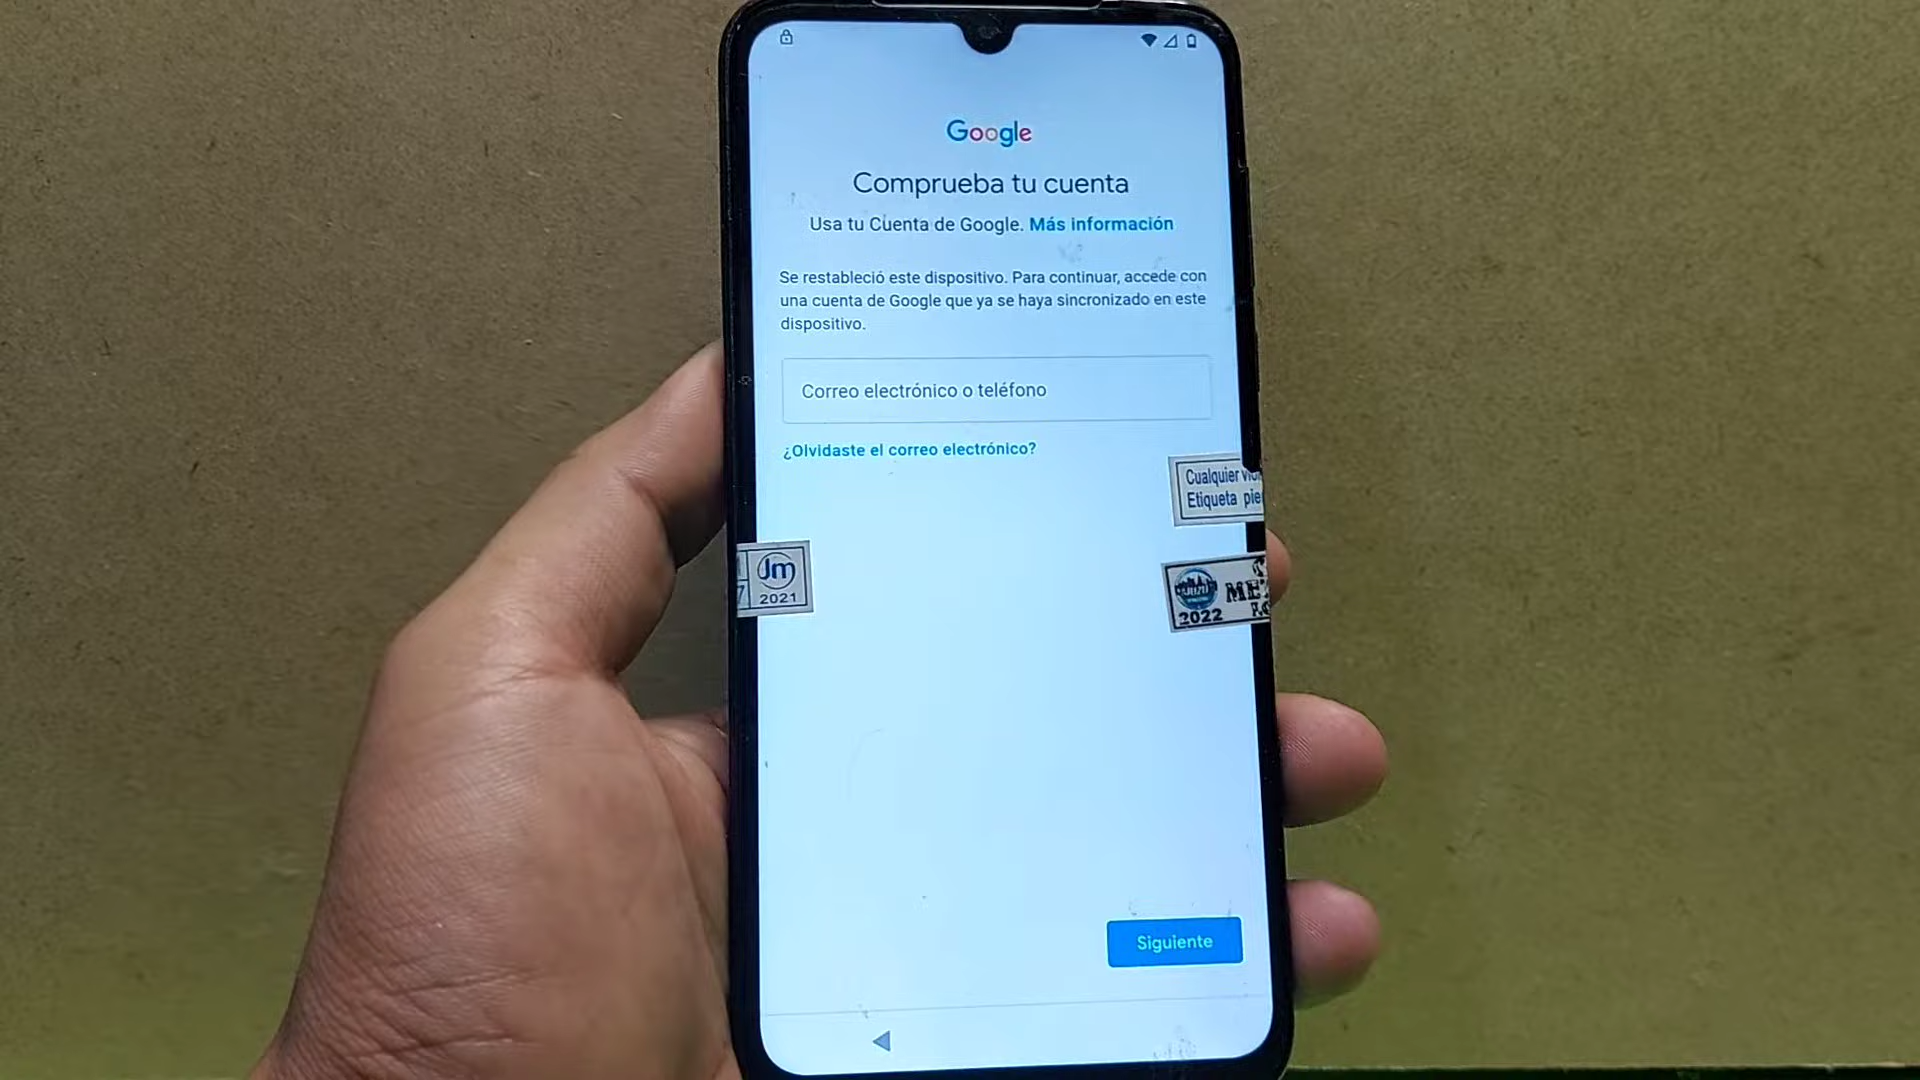 Google
Comprueba tu cuenta
Usa tu Cuenta de Google. Más información
Se restableció este dispositivo. Para continuar, accede con
una cuenta de Google que ya se haya sincronizado en este
dispositivo.
Correo electrónico o teléfono
¿Olvidaste el correo electrónico?
Cualquier
Etiqueta
Jm
7
2021
2022
Siguiente